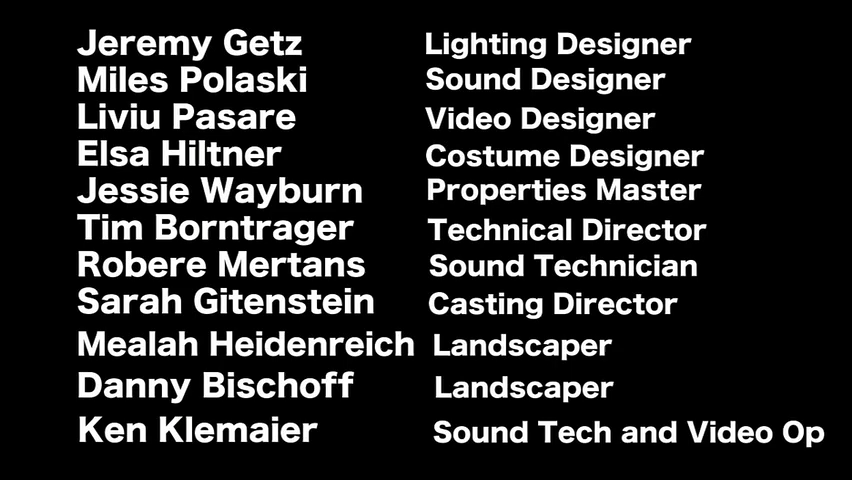 Jeremy Getz Lighting Designer
Miles Polaski Sound Designer
Liviu Pasare Video Designer
Elsa Hiltner Costume Designer
Jessie Wayburn Properties Master
Tim Borntrager Technical Director
Robere Mertans Sound Technician
Sarah Gitenstein Casting Director
Mealah Heidenreich Landscaper
Danny Bischoff Landscaper
Ken Klemaier Sound Tech and Video Op